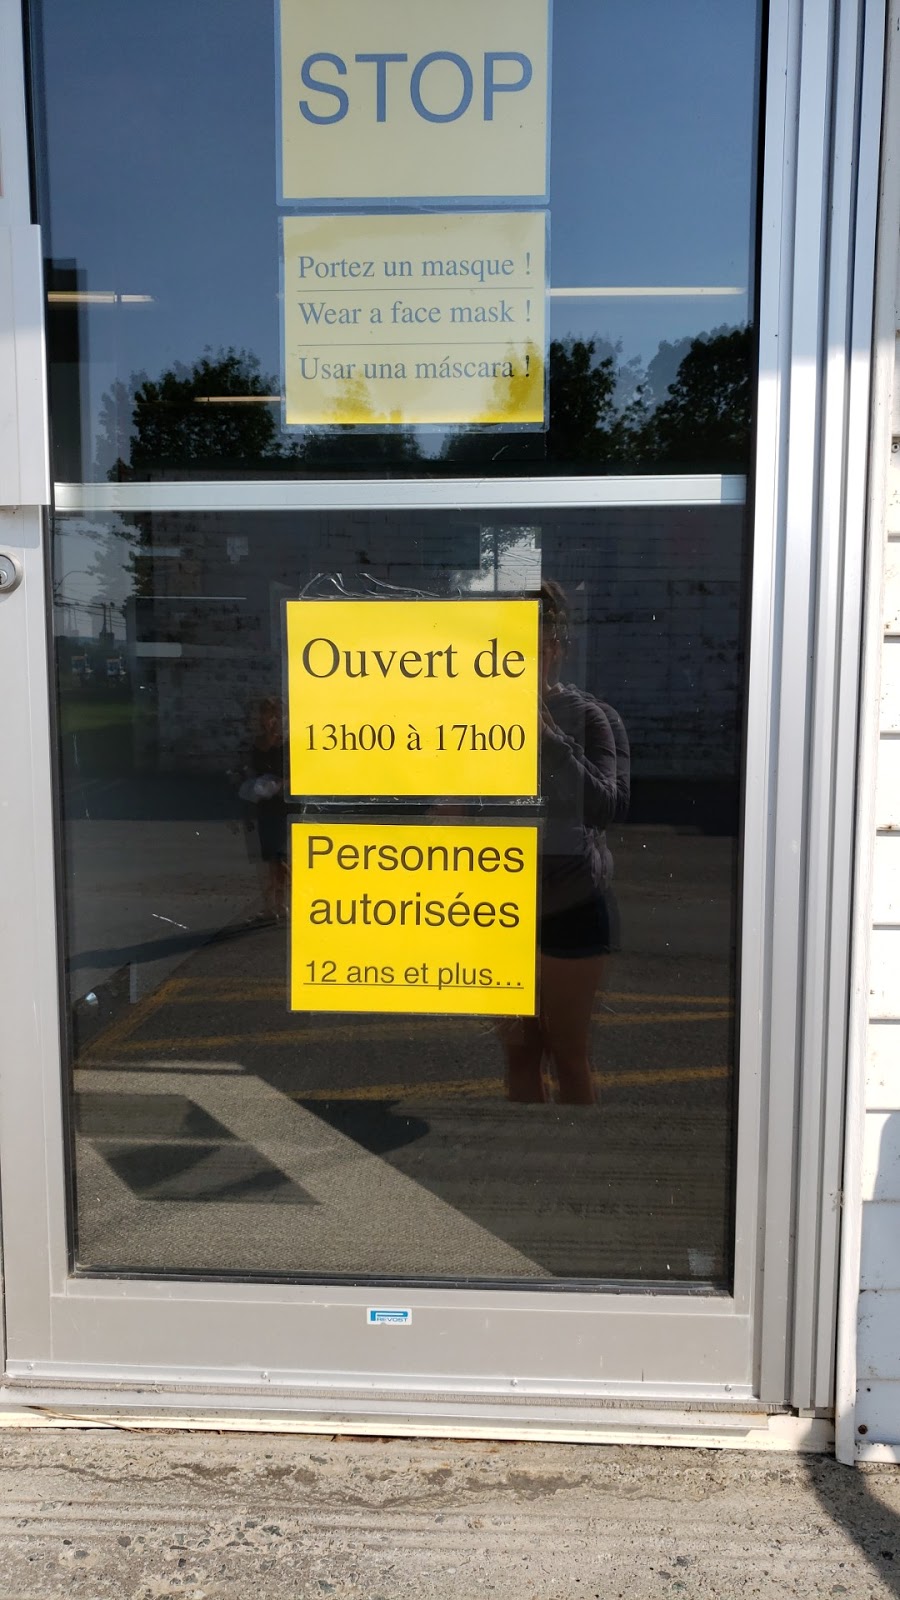 STOP
Portez un masque !
Wear a face mask !
Usar una máscara !
Ouvert de
13h00 à 17h00
Personnes
autorisées
12 ans et plus...
PREVOST